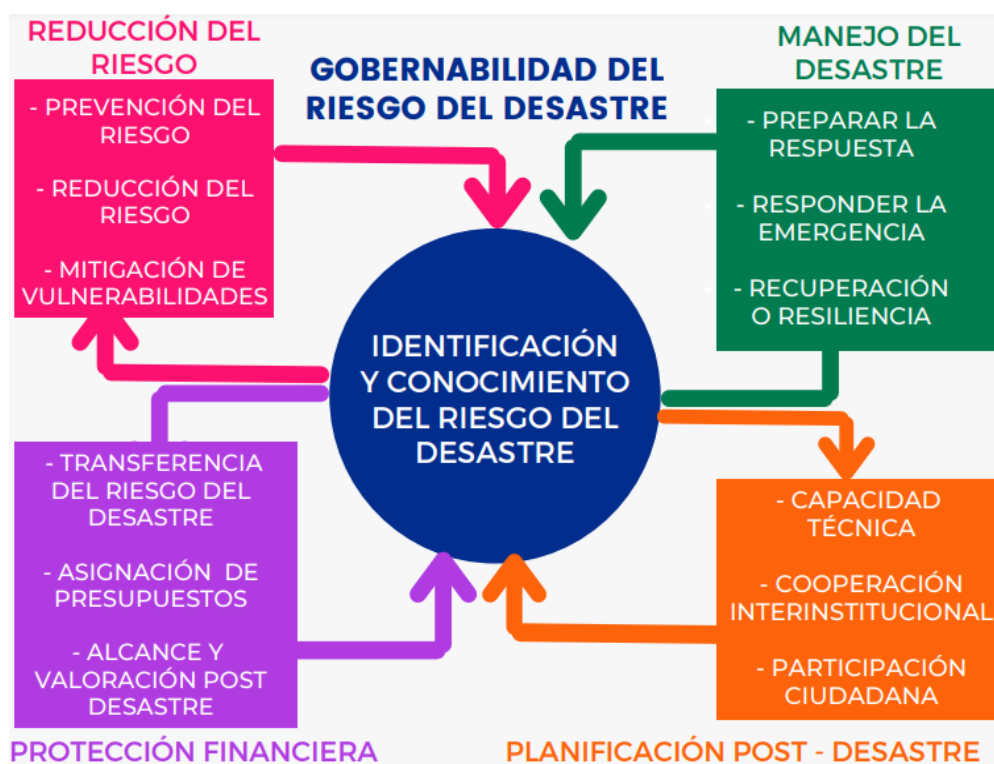 REDUCCIÓN DEL
RIESGO
- PREVENCIÓN DEL
RIESGO
- REDUCCIÓN DEL
RIESGO
- MITIGACIÓN DE
VULNERABILIDADES
GOBERNABILIDAD DEL
RIESGO DEL DESASTRE
MANEJO DEL
DESASTRE
- PREPARAR LA
RESPUESTA
- RESPONDER LA
EMERGENCIA
- RECUPERACIÓN
O RESILIENCIA
IDENTIFICACIÓN
Y CONOCIMIENTO
DEL RIESGO DEL
DESASTRE
- TRANSFERENCIA
DEL RIESGO DEL
DESASTRE
- ASIGNACIÓN DE
PRESUPUESTOS
- ALCANCE Y
VALORACIÓN POST
DESASTRE
PROTECCIÓN FINANCIERA
- CAPACIDAD
TÉCNICA
- COOPERACIÓN
INTERINSTITUCIONAL
- PARTICIPACIÓN
CIUDADANA
PLANIFICACIÓN POST - DESASTRE